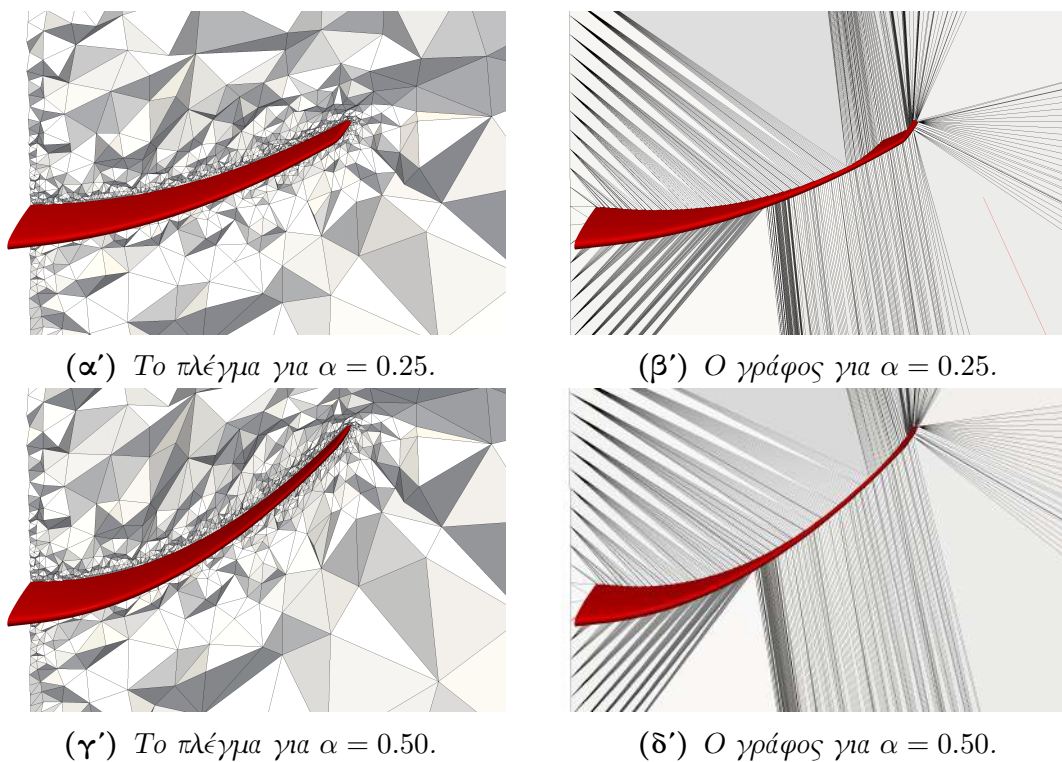 (α΄) Το πλέγμα για α = 0.25.
(β΄) Ο γράφος για α = 0.25.
(γ΄) Το πλέγμα για α = 0.50.
(δ΄) Ο γράφος για α = 0.50.